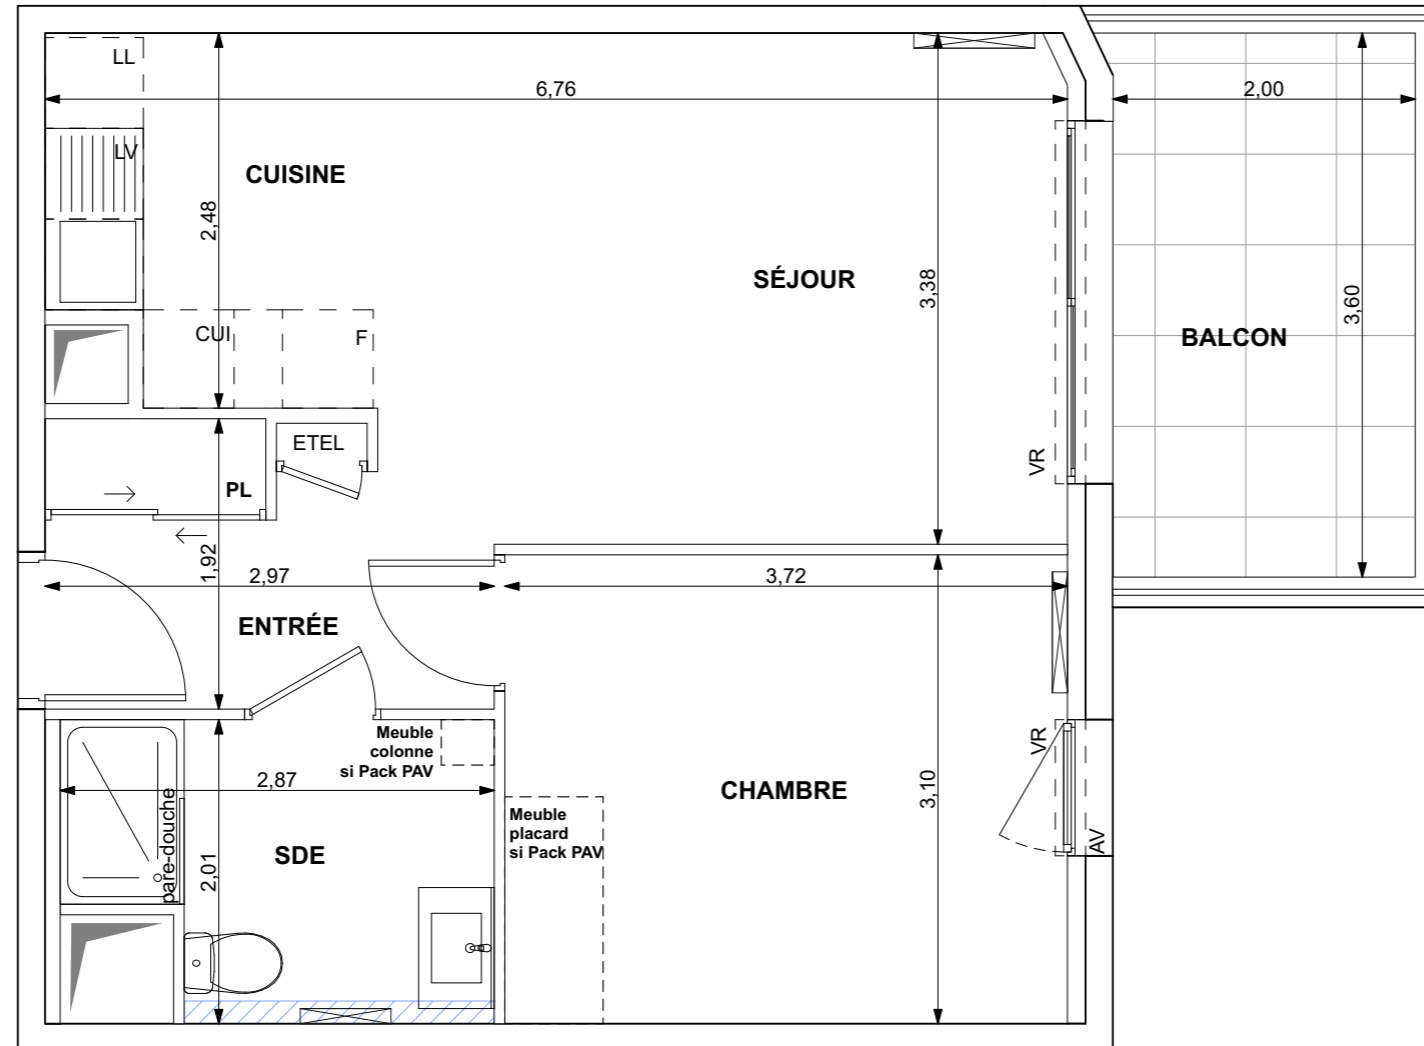 LL
6,76
2,00
LV
CUISINE
2,48
SÉJOUR
3,38
3,60
BALCON
CUI
F
ETEL
VR
PL
1,92
2,97
3,72
ENTRÉE
Meuble
colonne
si Pack PAV
VR
2,87
CHAMBRE
3,10
pare-douche
Meuble
placard
si Pack PAV
AV
SDE
2,01